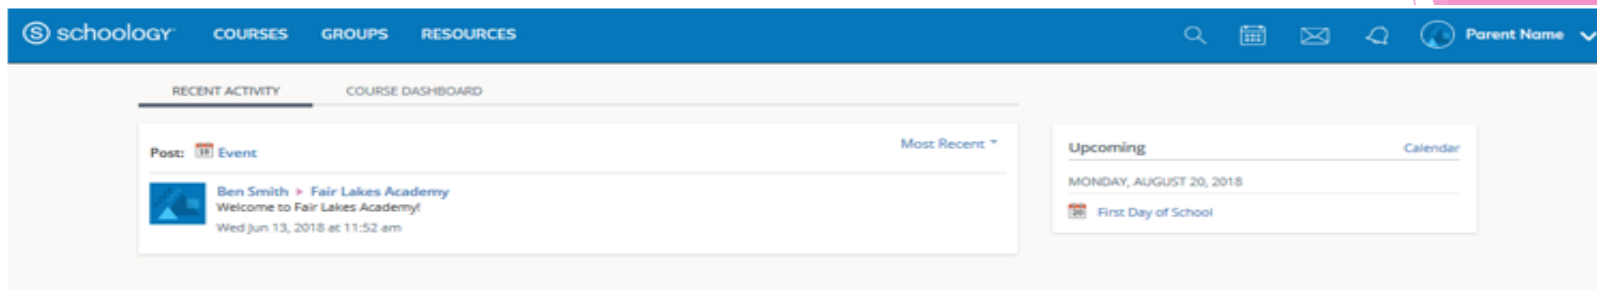 schoology COURSES GROUPS RESOURCES Parent Name
RECENT ACTIVITY COURSE DASHBOARD
Post: Event
Most Recent
Ben Smith Fair Lakes Academy
Welcome to Fair Lakes Academy!
Wed Jun 13, 2018 at 11:52 am
Upcoming Calendar
MONDAY, AUGUST 20, 2018
First Day of School